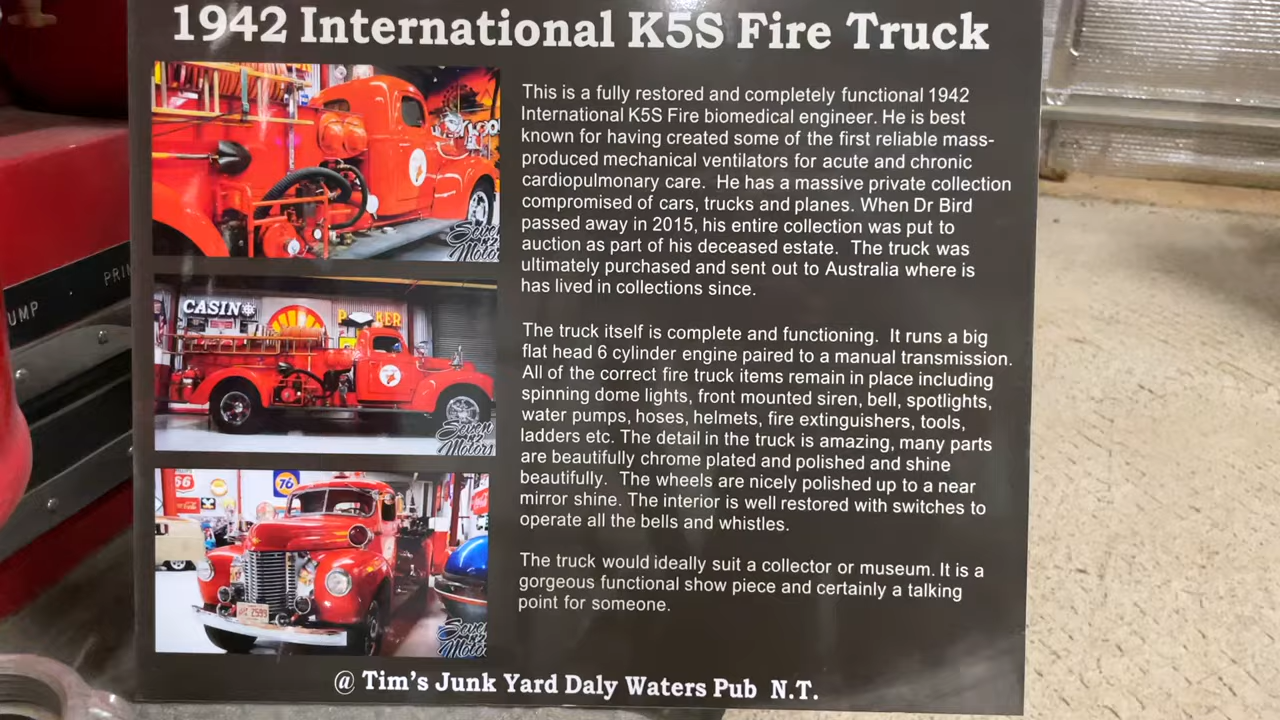 1942 International K5S Fire Truck
This is a fully restored and completely functional 1942
International K5S Fire biomedical engineer. He is best
known for having created some of the first reliable mass-
produced mechanical ventilators for acute and chronic
cardiopulmonary care. He has a massive private collection
compromised of cars, trucks and planes. When Dr Bird
passed away in 2015, his entire collection was put to
auction as part of his deceased estate. The truck was
ultimately purchased and sent out to Australia where is
has lived in collections since.
The truck itself is complete and functioning. It runs a big
flat head 6 cylinder engine paired to a manual transmission.
All of the correct fire truck items remain in place including
spinning dome lights, front mounted siren, bell, spotlights,
water pumps, hoses, helmets, fire extinguishers, tools,
ladders etc. The detail in the truck is amazing, many parts
are beautifully chrome plated and polished and shine
beautifully. The wheels are nicely polished up to a near
mirror shine. The interior is well restored with switches to
operate all the bells and whistles.
The truck would ideally suit a collector or museum. It is a
gorgeous functional show piece and certainly a talking
point for someone.
@ Tim's Junk Yard Daly Waters Pub N.T.
CASIN
76
66
UMP
PRIM